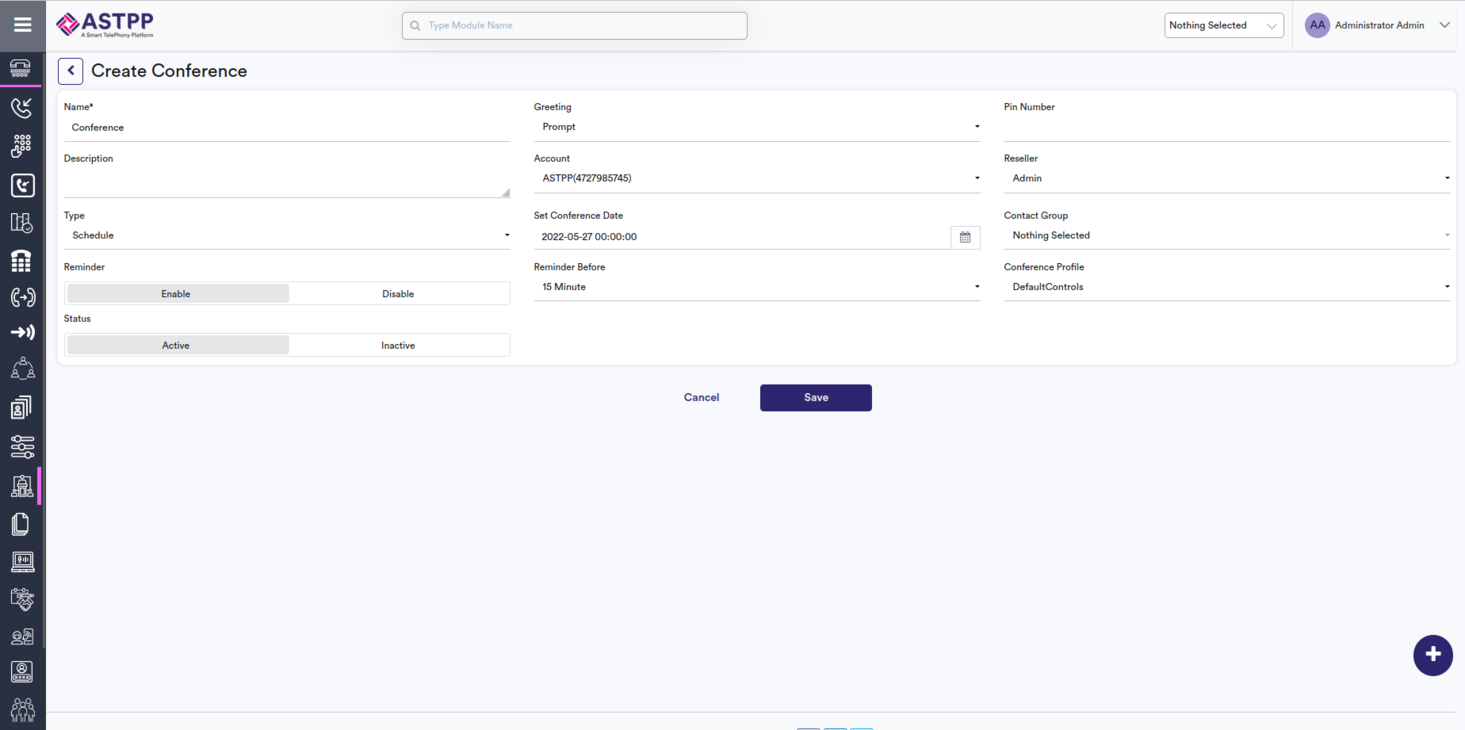 ASTPP
A Smart TelePhony Platform
Type Module Name
Nothing Selected
AA
Administrator Admin
Create Conference
Name*
Greeting
Pin Number
Conference
Prompt
Description
Account
Reseller
ASTPP(4727985745)
Admin
Type
Set Conference Date
Contact Group
Schedule
2022-05-27 00:00:00
Nothing Selected
Reminder
Reminder Before
Conference Profile
Enable
Disable
15 Minute
DefaultControls
Status
Active
Inactive
Cancel
Save